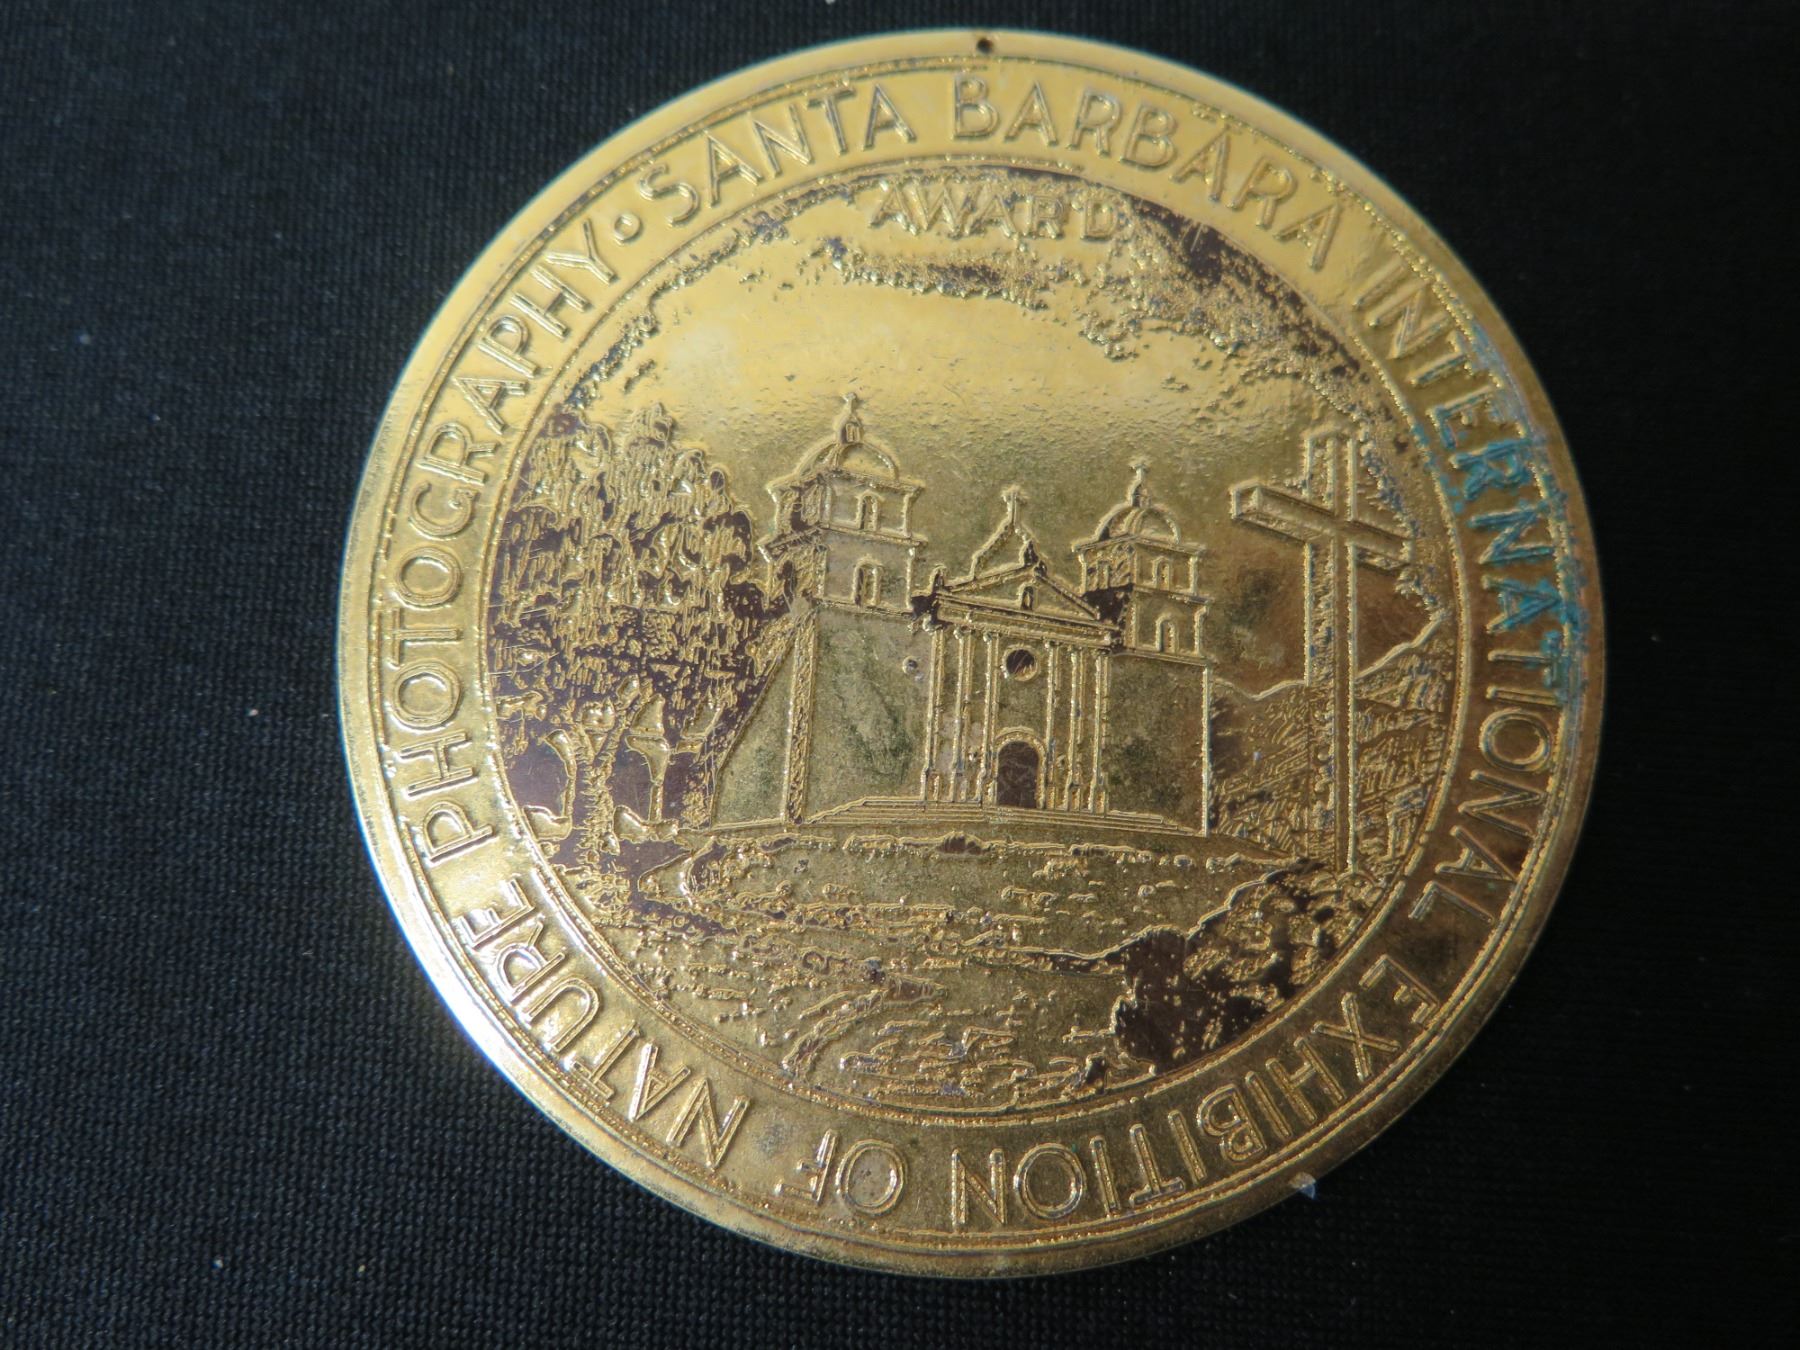 SANTA BARBARA INTERNATIONAL EXHIBITION OF NATURE PHOTOGRAPHY •
AWARD